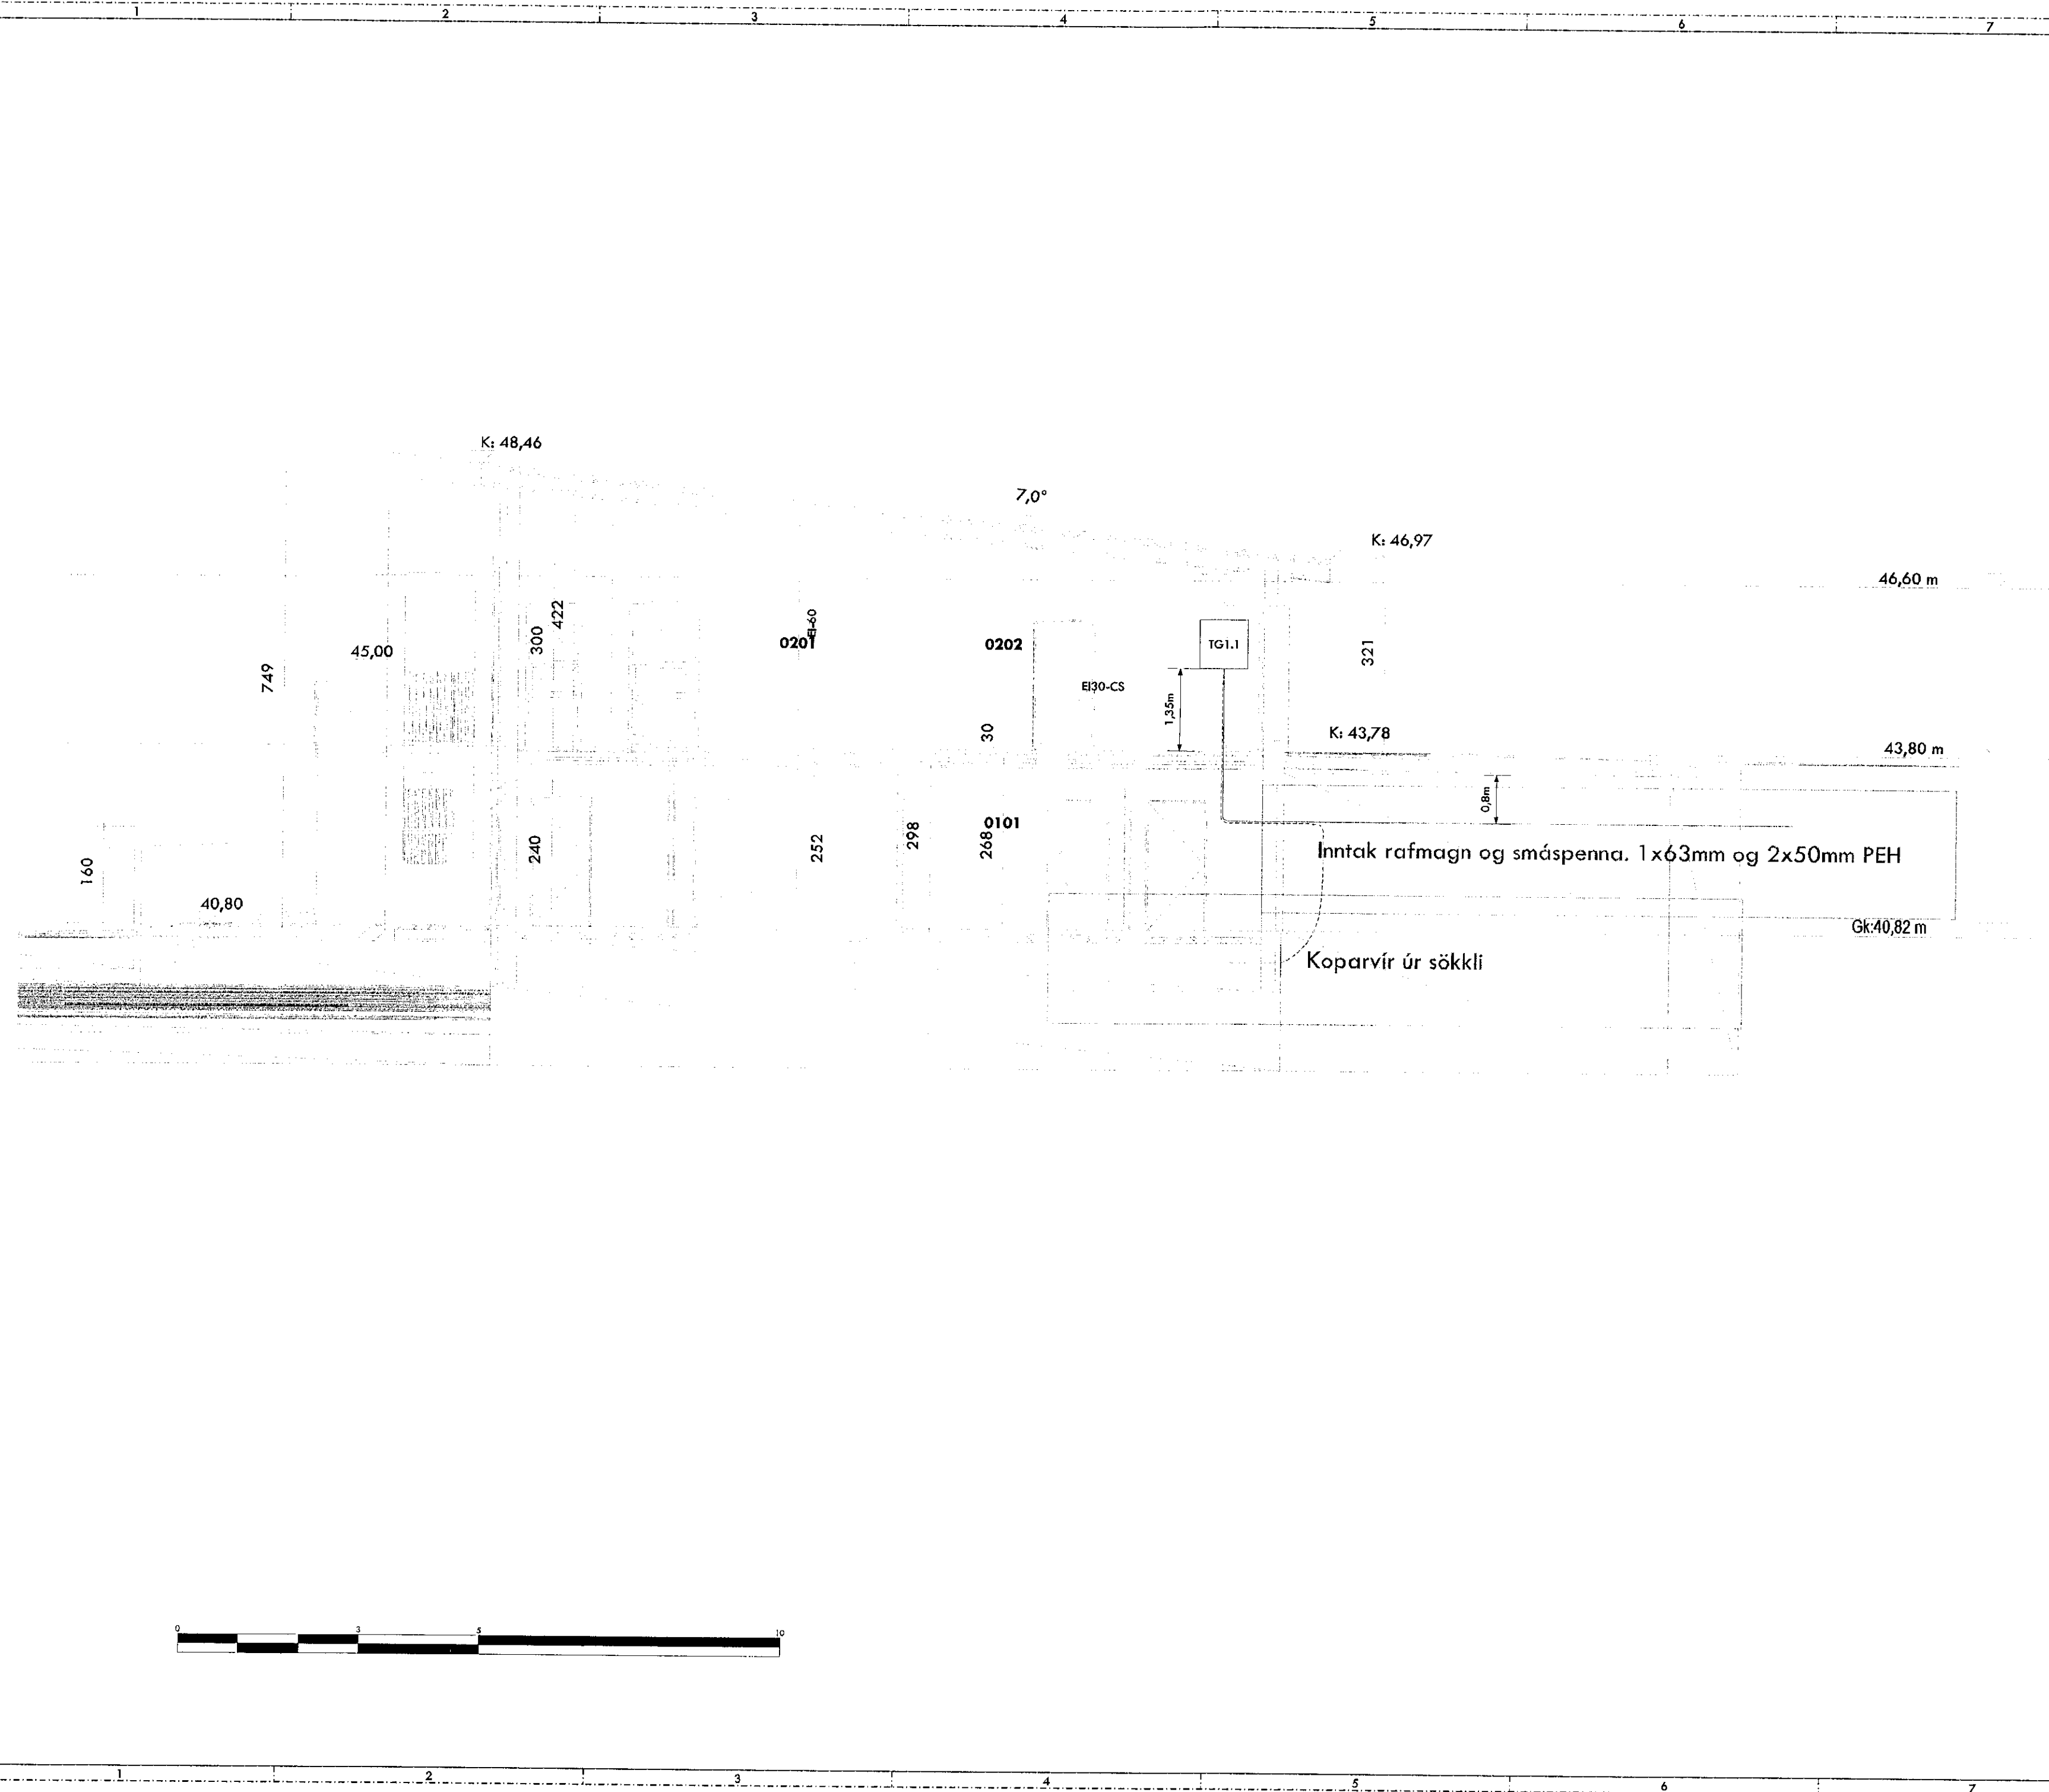 1 2 3 4 5 6 7
K: 48,46
7,0°
K: 46,97
46,60 m
422
300
EI-60
0201
0202
TG1.1
321
45,00
749
EI30-CS
1,35m
30
K: 43,78
43,80 m
0,8m
0101
298
268
252
240
160
Inntak rafmagn og smáspenna. 1x63mm og 2x50mm PEH
40,80
Gk:40,82 m
Koparvír úr sökkli
0 3 5 10
1 2 3 4 5 6 7